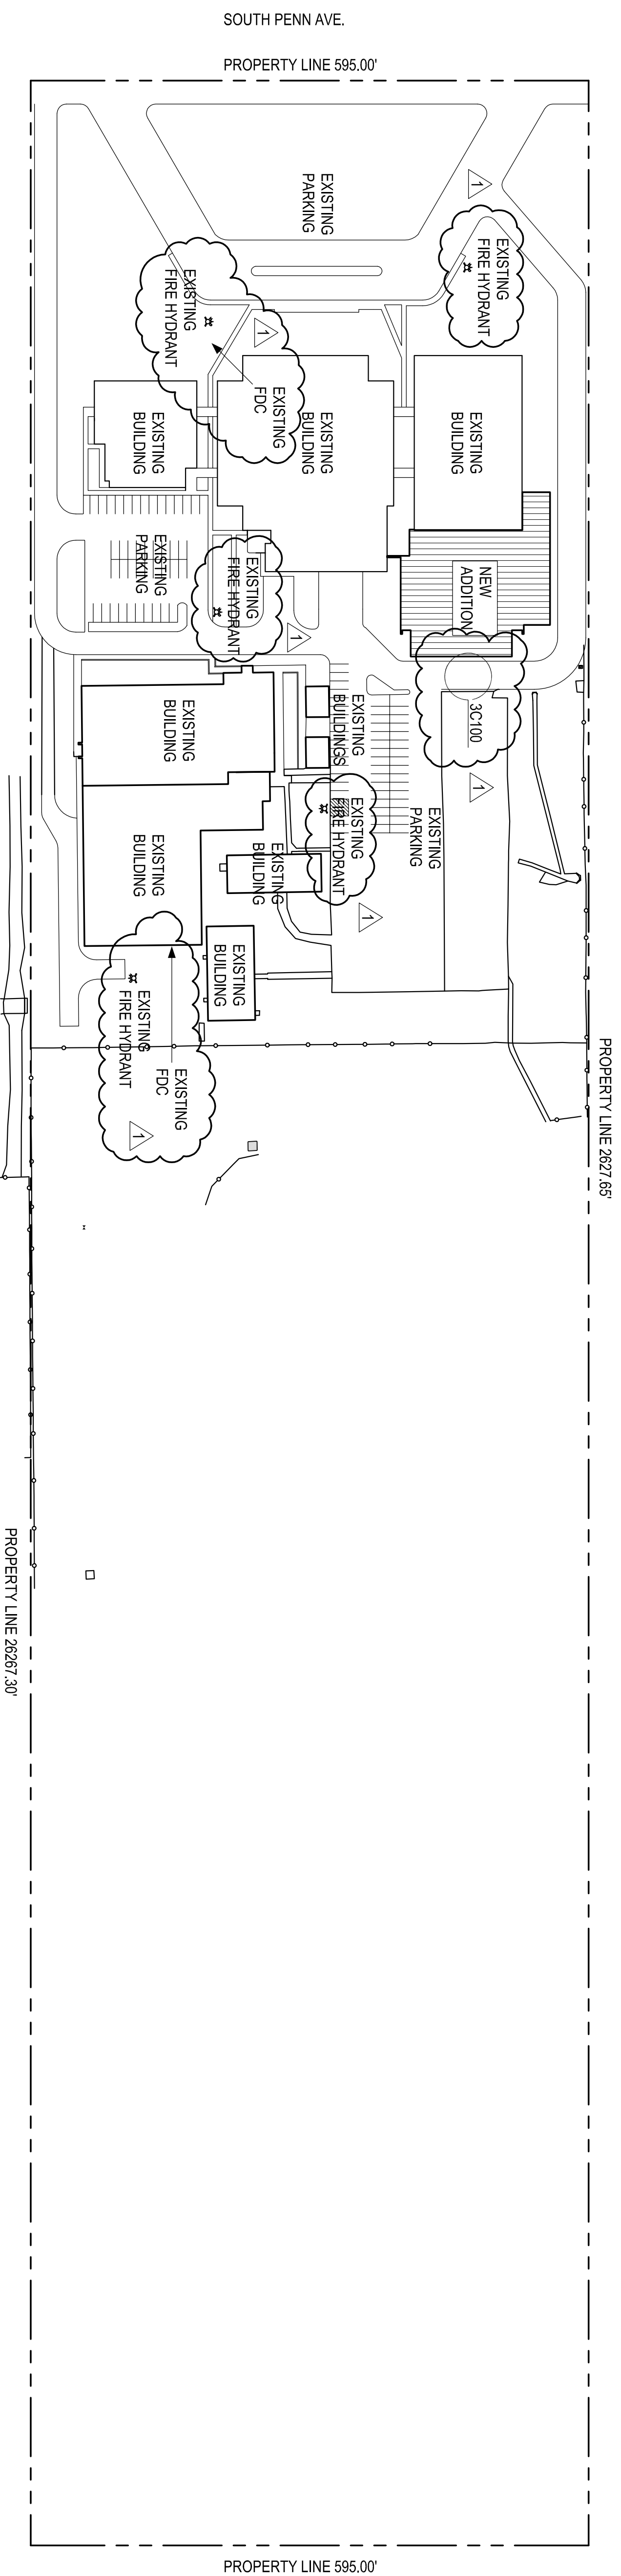 SOUTH PENN AVE.
PROPERTY LINE 595.00'
EXISTING
PARKING
1
EXISTING
FIRE HYDRANT
EXISTING
FIRE HYDRANT
1
EXISTING
FDC
EXISTING
BUILDING
EXISTING
BUILDING
EXISTING
BUILDING
EXISTING
PARKING
EXISTING
FIRE HYDRANT
1
NEW
ADDITION
3C100
1
EXISTING
BUILDING
EXISTING
BUILDINGS
EXISTING
FIRE HYDRANT
1
EXISTING
PARKING
EXISTING
BUILDING
EXISTING
BUILDING
EXISTING
BUILDING
EXISTING
FIRE HYDRANT
EXISTING
FDC
1
PROPERTY LINE 2627.65'
PROPERTY LINE 26267.30'
PROPERTY LINE 595.00'